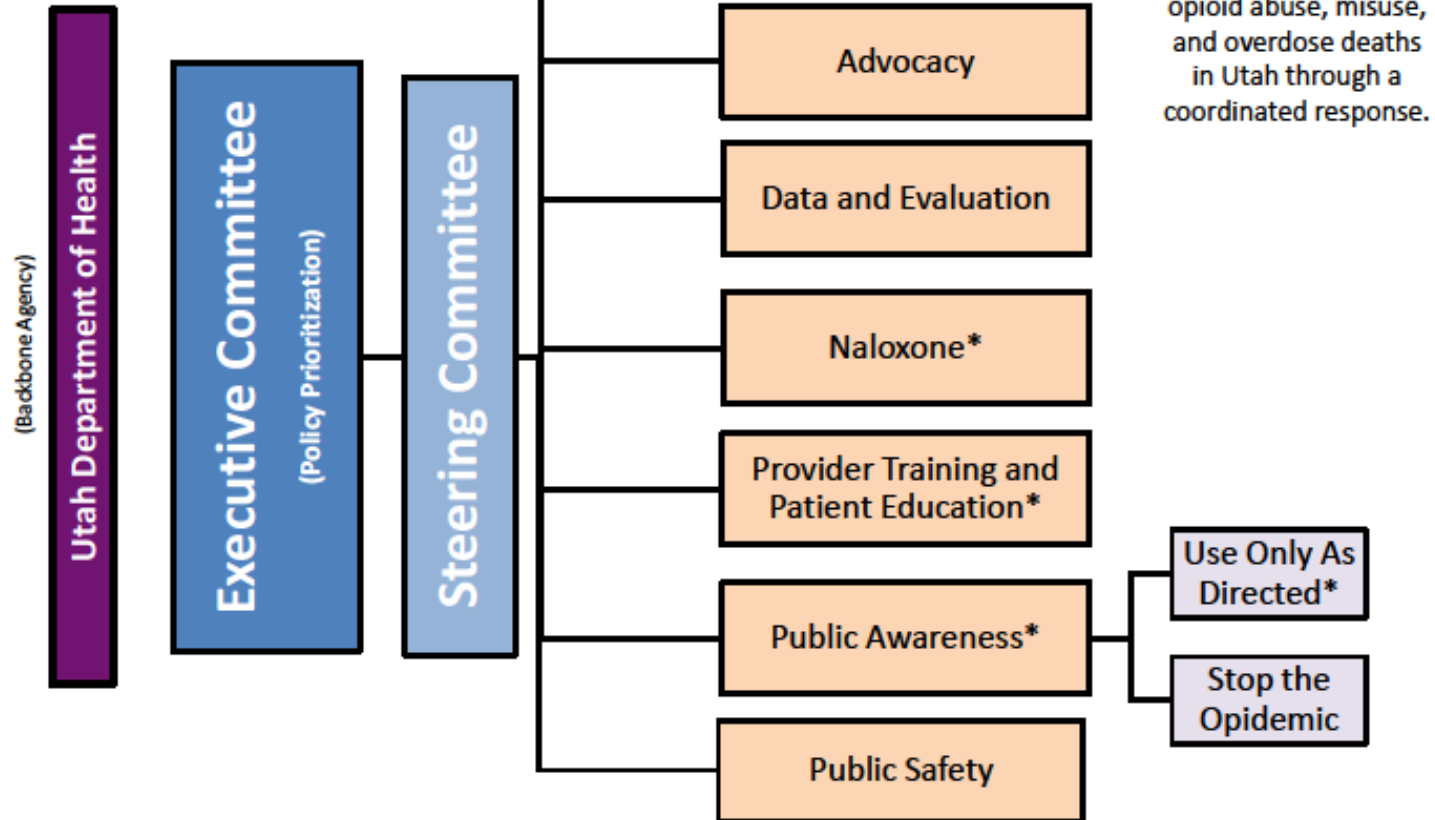 (Backbone Agency)
Utah Department of Health
Executive Committee
(Policy Prioritization)
Steering Committee
Advocacy
Data and Evaluation
Naloxone*
Provider Training and
Patient Education*
Public Awareness*
Public Safety
opioid abuse, misuse,
and overdose deaths
in Utah through a
coordinated response.
Use Only As
Directed*
Stop the
Opidemic